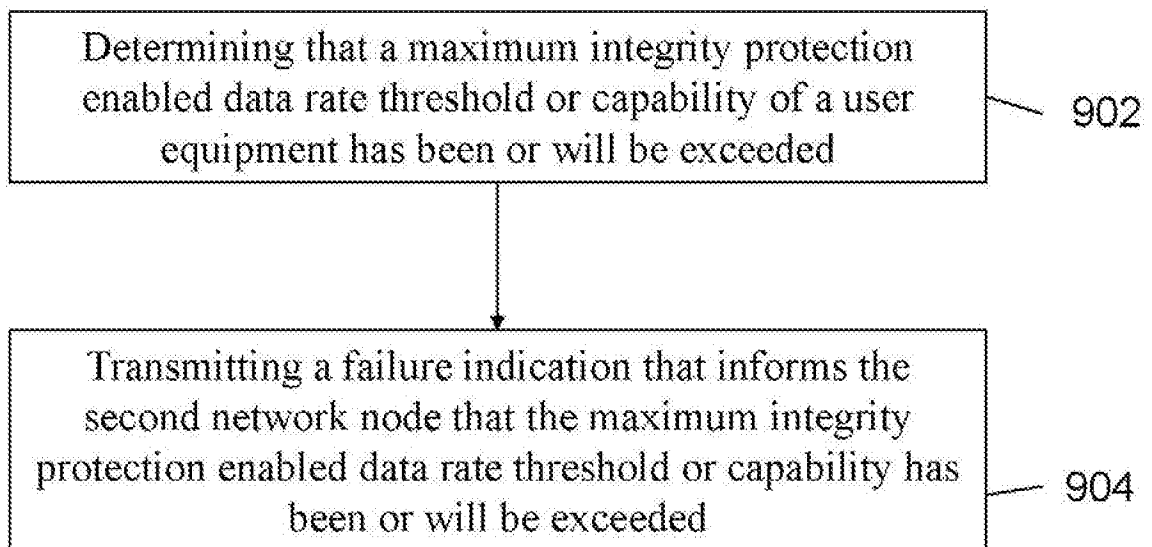 Determining that a maximum integrity protection
enabled data rate threshold or capability of a user
equipment has been or will be exceeded
902
Transmitting a failure indication that informs the
second network node that the maximum integrity
protection enabled data rate threshold or capability has
been or will be exceeded
904